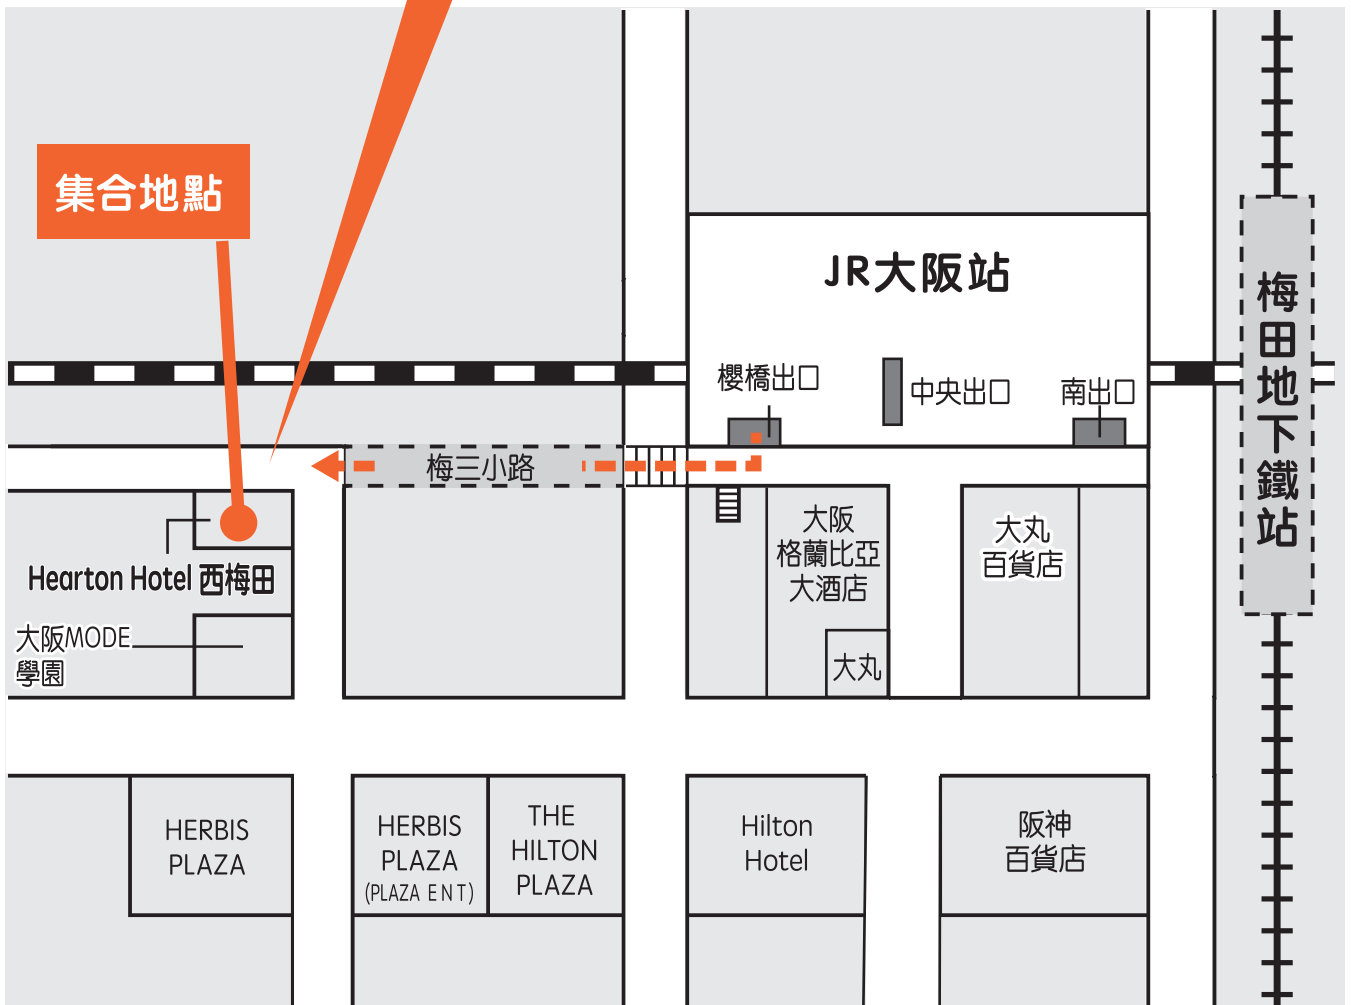 集合地點
JR大阪站
櫻橋出口
中央出口
南出口
梅田地下鐵站
梅三小路
大阪
格蘭比亞
大酒店
大丸
百貨店
Hearton Hotel 西梅田
大阪MODE
學園
大丸
HERBIS
PLAZA
HERBIS
PLAZA
(PLAZA ENT)
THE
HILTON
PLAZA
Hilton
Hotel
阪神
百貨店